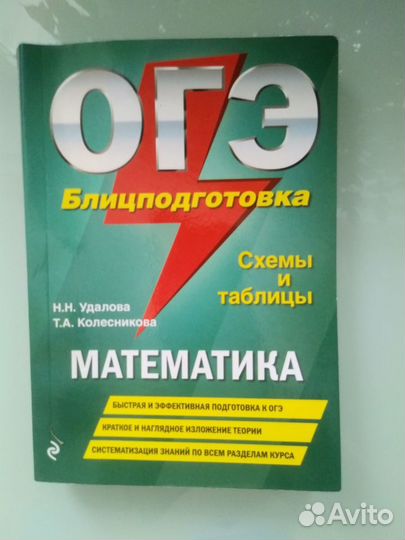 ОГЭ
Блицподготовка
Схемы
и
таблицы
Н.Н. Удалова
Т.А. Колесникова
МАТЕМАТИКА
БЫСТРАЯ И ЭФФЕКТИВНАЯ ПОДГОТОВКА К ОГЭ
КРАТКОЕ И НАГЛЯДНОЕ ИЗЛОЖЕНИЕ ТЕОРИИ
СИСТЕМАТИЗАЦИЯ ЗНАНИЙ ПО ВСЕМ РАЗДЕЛАМ КУРСА
Avito